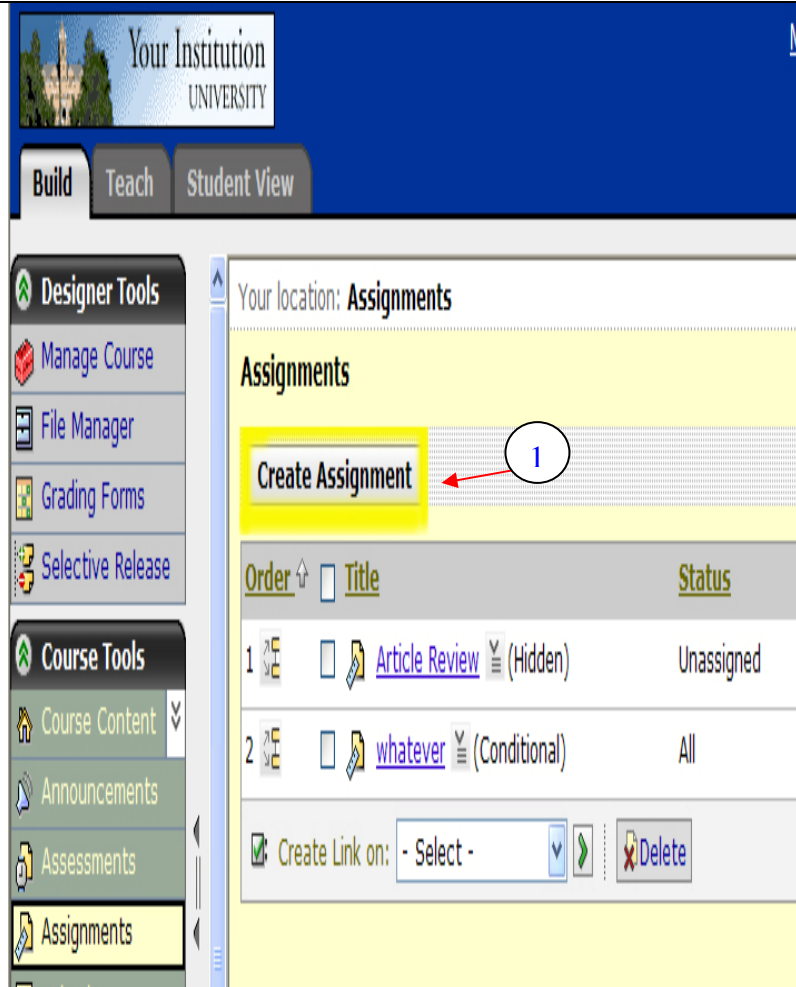 Your Institution
UNIVERSITY
Build Teach Student View
Designer Tools
Manage Course
File Manager
Grading Forms
Selective Release
Course Tools
Course Content
Announcements
Assessments
Assignments
Your location: Assignments
Assignments
Create Assignment
1
Order Title Status
1 Article Review (Hidden) Unassigned
2 whatever (Conditional) All
Create Link on: - Select - Delete